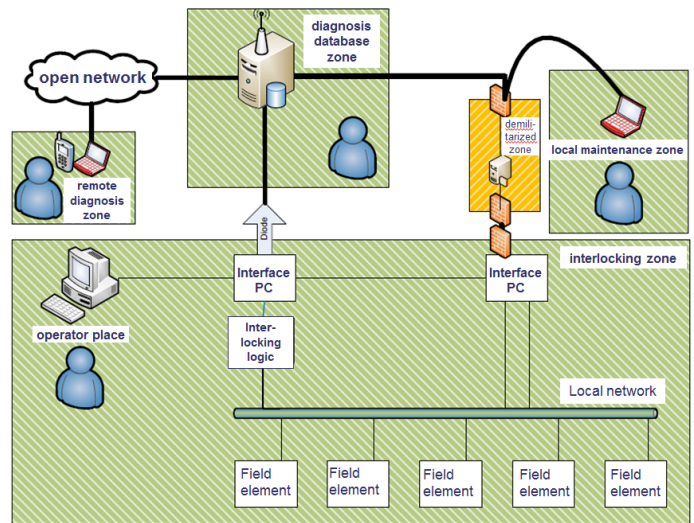 diagnosis
database
zone
open network
demili-
tarized
zone
local maintenance zone
remote
diagnosis
zone
Diode
interlocking zone
Interface
PC
Interface
PC
operator place
Inter-
locking
logic
Local network
Field
element
Field
element
Field
element
Field
element
Field
element